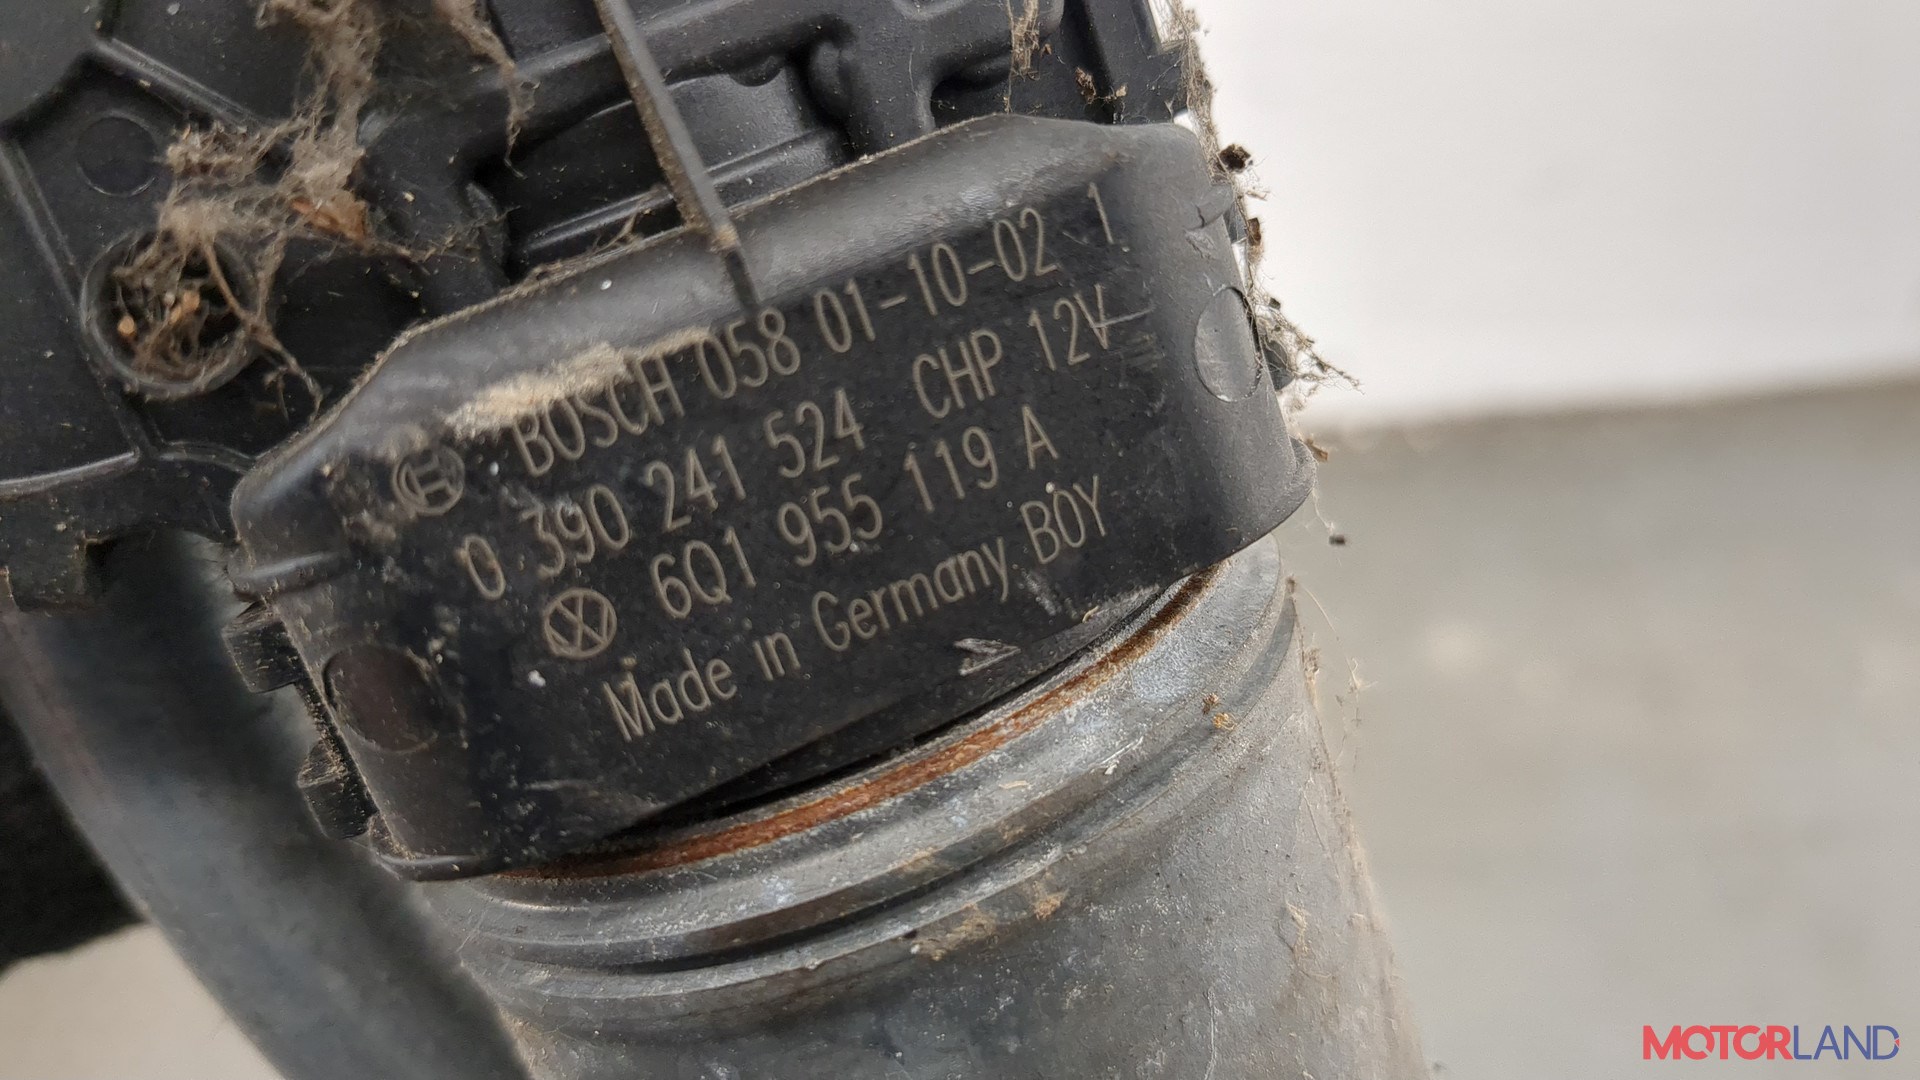 BOSCH 058 01-10-02 1
0 390 241 524 CHP 12V
6Q1 955 119 A
Made in Germany BOY
MOTORLAND